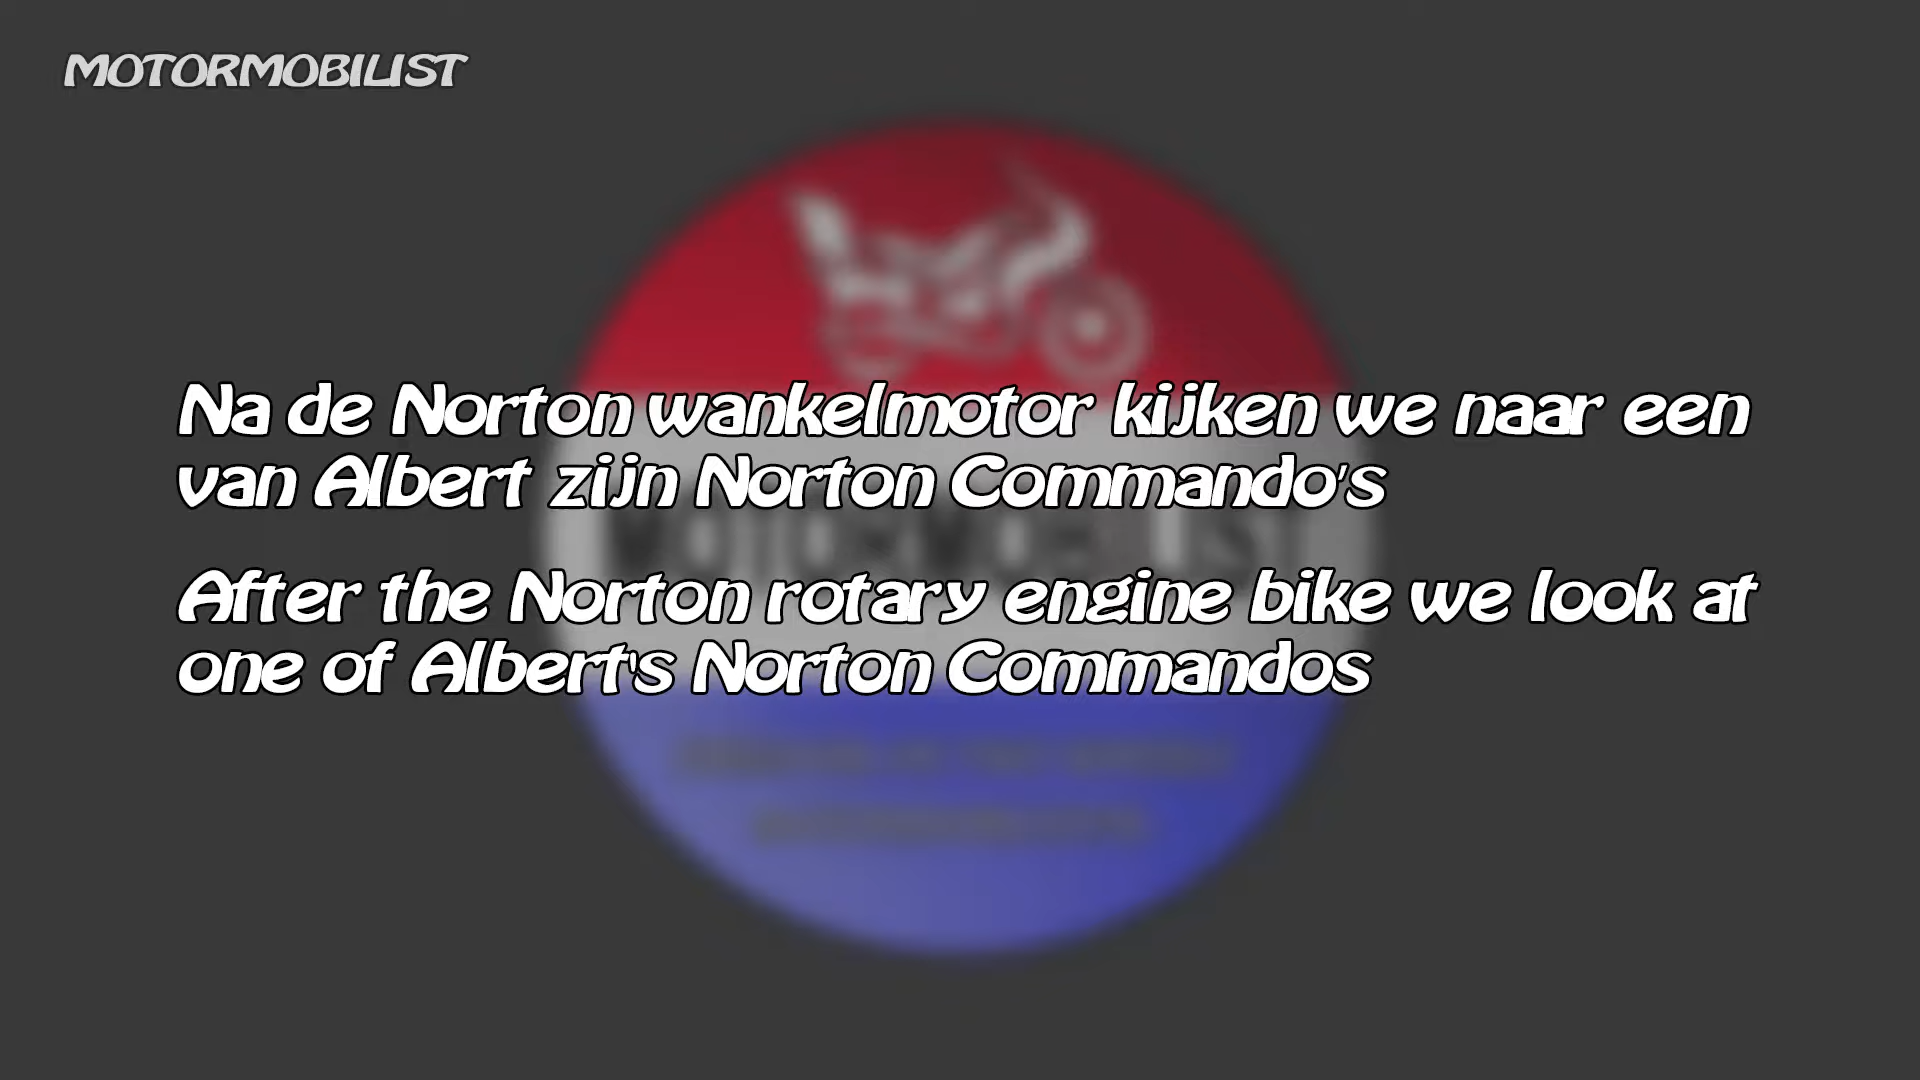 MOTORMOBILIST
Na de Norton wankelmotor kijken we naar een
van Albert zijn Norton Commando's
MOTORMOBILIST
After the Norton rotary engine bike we look at
one of Albert's Norton Commandos